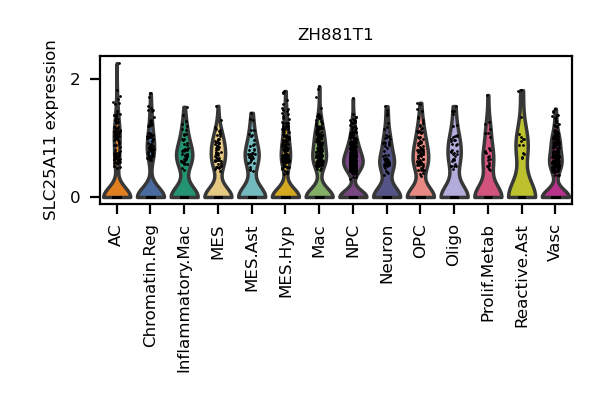 ZH881T1
SLC25A11 expression
2
0
AC
Chromatin.Reg
Inflammatory.Mac
MES
MES.Ast
MES.Hyp
Mac
NPC
Neuron
OPC
Oligo
Prolif.Metab
Reactive.Ast
Vasc